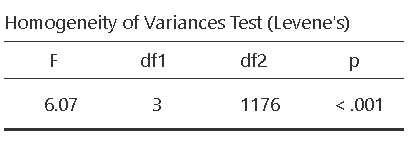 Homogeneity of Variances Test (Levene's)
F df1 df2 p
6.07 3 1176 < .001